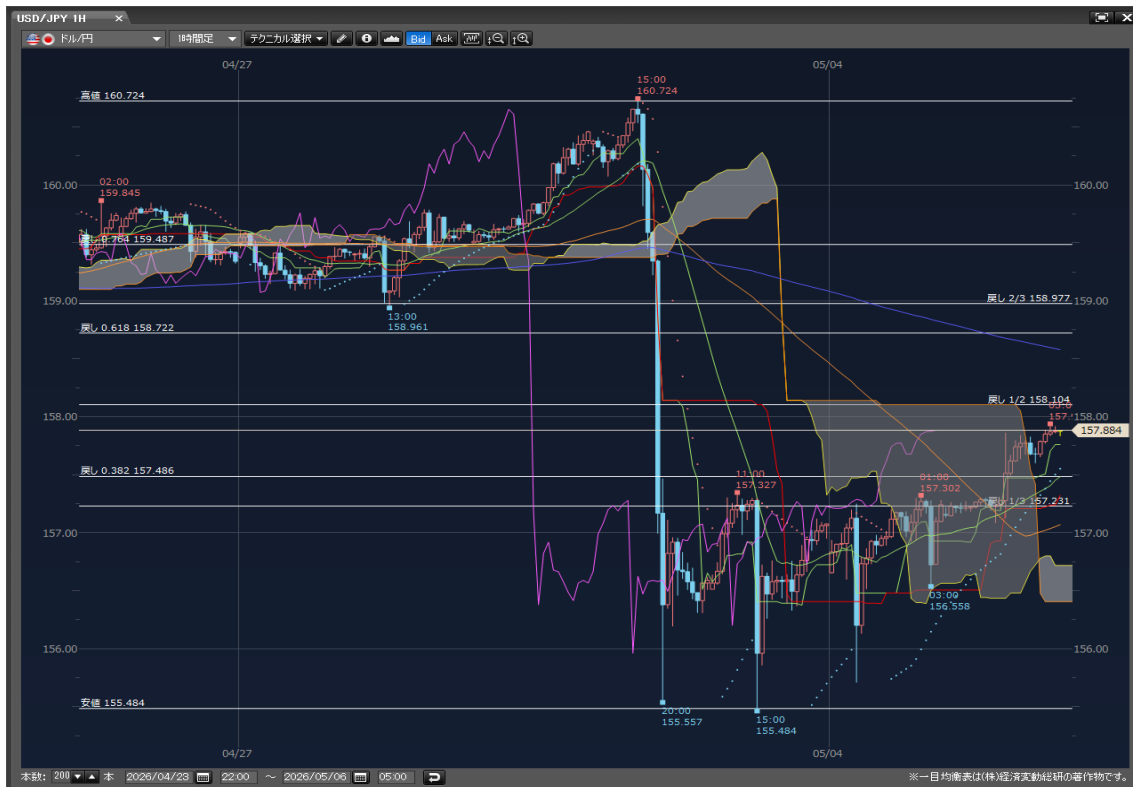 USD/JPY 1H
ドル/円
1時間足
テクニカル選択
Bid
Ask
04/27
05/04
高値 160.724
15:00
160.724
160.00
160.00
02:00
159.845
戻し 0.764 159.487
159.00
159.00
戻し 2/3 158.977
13:00
158.961
戻し 0.618 158.722
158.00
158.00
戻し 1/2 158.104
157.884
戻し 0.382 157.486
11:00
157.327
01:00
157.302
戻し 1/3 157.231
157.00
157.00
03:00
156.558
156.00
156.00
安値 155.484
20:00
155.557
15:00
155.484
04/27
05/04
本数: 200 本 2026/04/23 22:00 ～ 2026/05/06 05:00
※一目均衡表は(株)経済変動総研の著作物です。